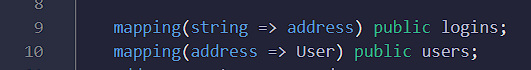 8
9 mapping(string => address) public logins;
10 mapping(address => User) public users;